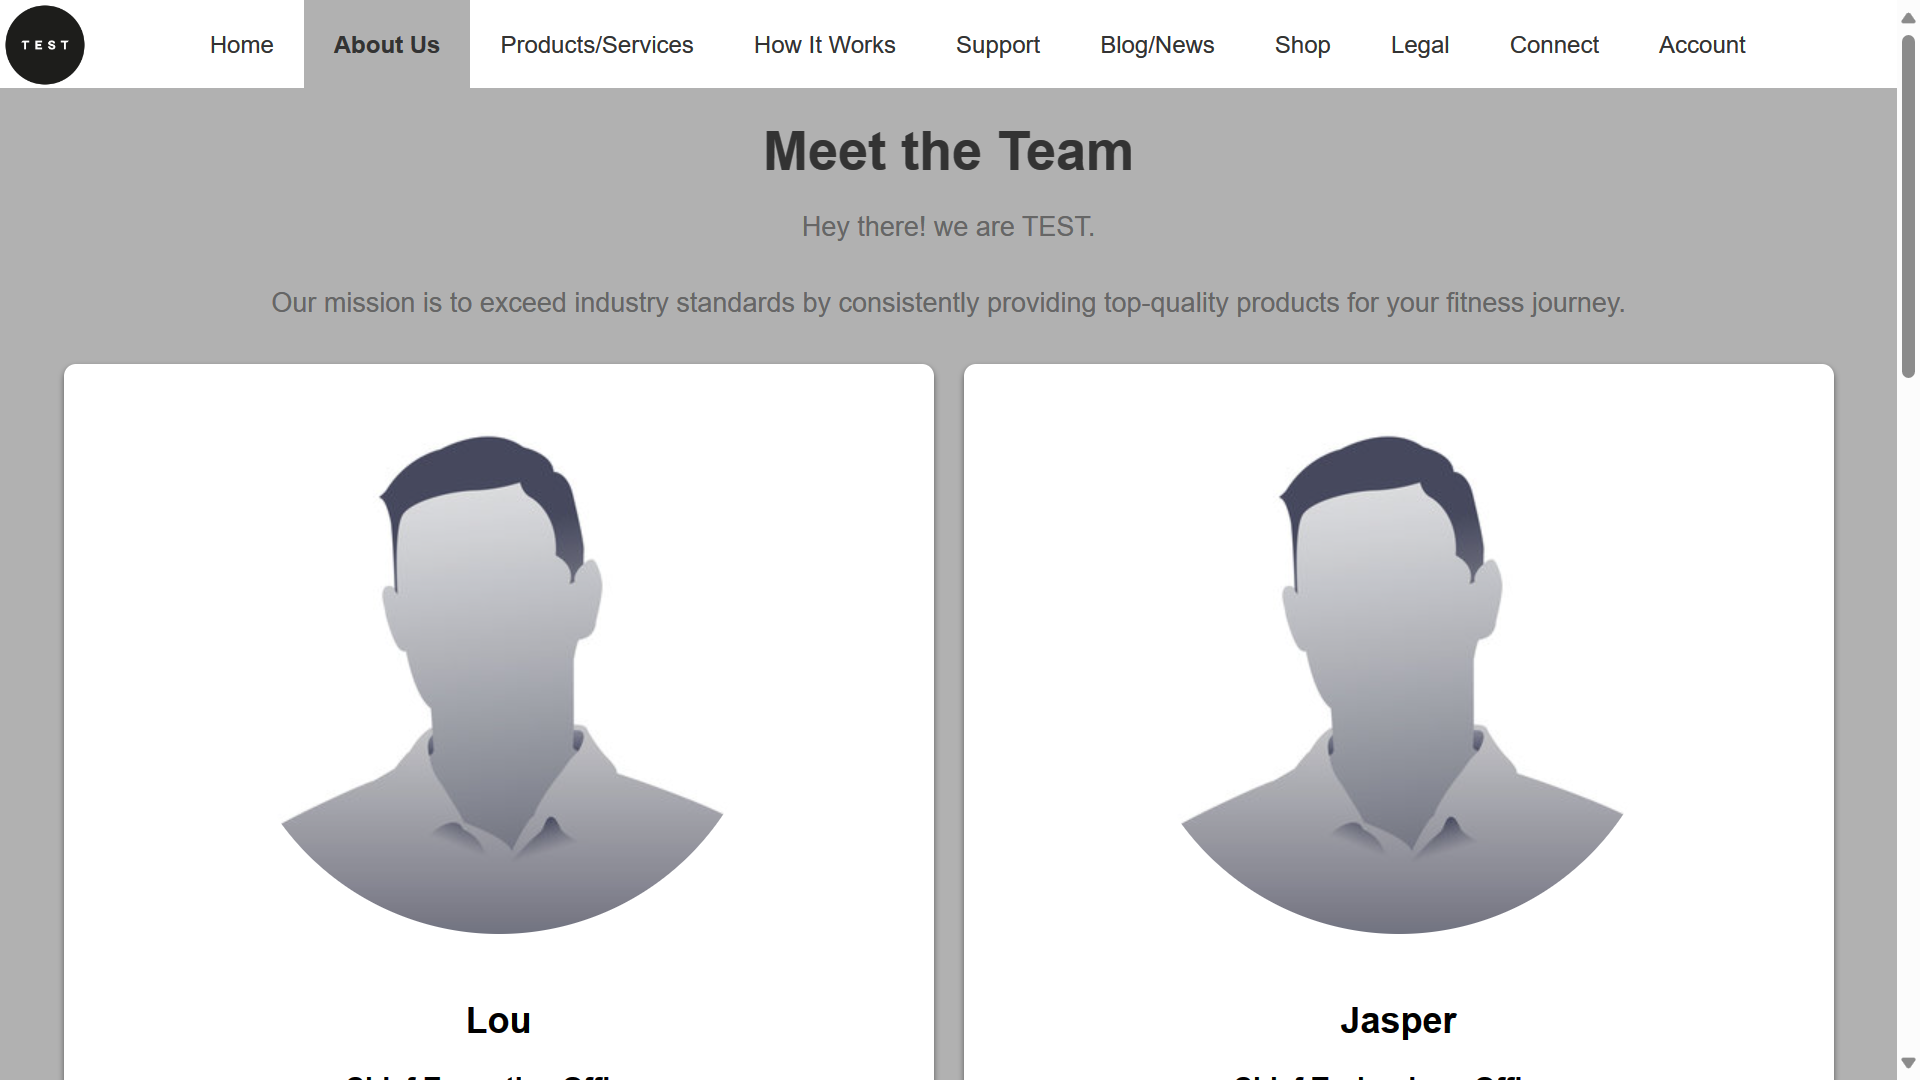 TEST
Home
About Us
Products/Services
How It Works
Support
Blog/News
Shop
Legal
Connect
Account
Meet the Team
Hey there! we are TEST.
Our mission is to exceed industry standards by consistently providing top-quality products for your fitness journey.
Lou
Jasper